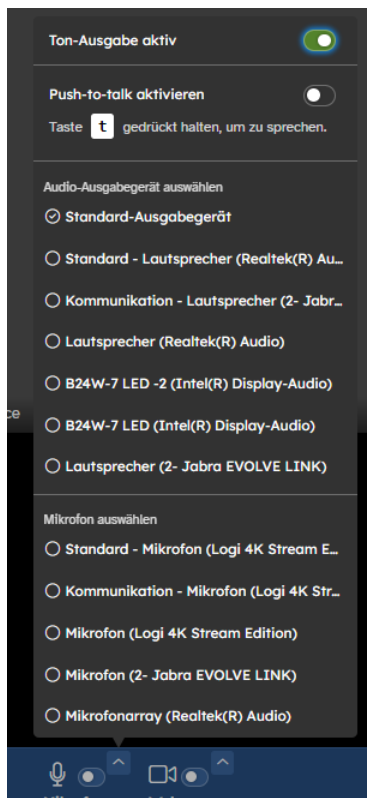 Ton-Ausgabe aktiv
Push-to-talk aktivieren
Taste t gedrückt halten, um zu sprechen.
Audio-Ausgabegerät auswählen
Standard-Ausgabegerät
Standard - Lautsprecher (Realtek(R) Au...
Kommunikation - Lautsprecher (2- Jabr...
Lautsprecher (Realtek(R) Audio)
B24W-7 LED -2 (Intel(R) Display-Audio)
B24W-7 LED (Intel(R) Display-Audio)
Lautsprecher (2- Jabra EVOLVE LINK)
Mikrofon auswählen
Standard - Mikrofon (Logi 4K Stream E...
Kommunikation - Mikrofon (Logi 4K Str...
Mikrofon (Logi 4K Stream Edition)
Mikrofon (2- Jabra EVOLVE LINK)
Mikrofonarray (Realtek(R) Audio)